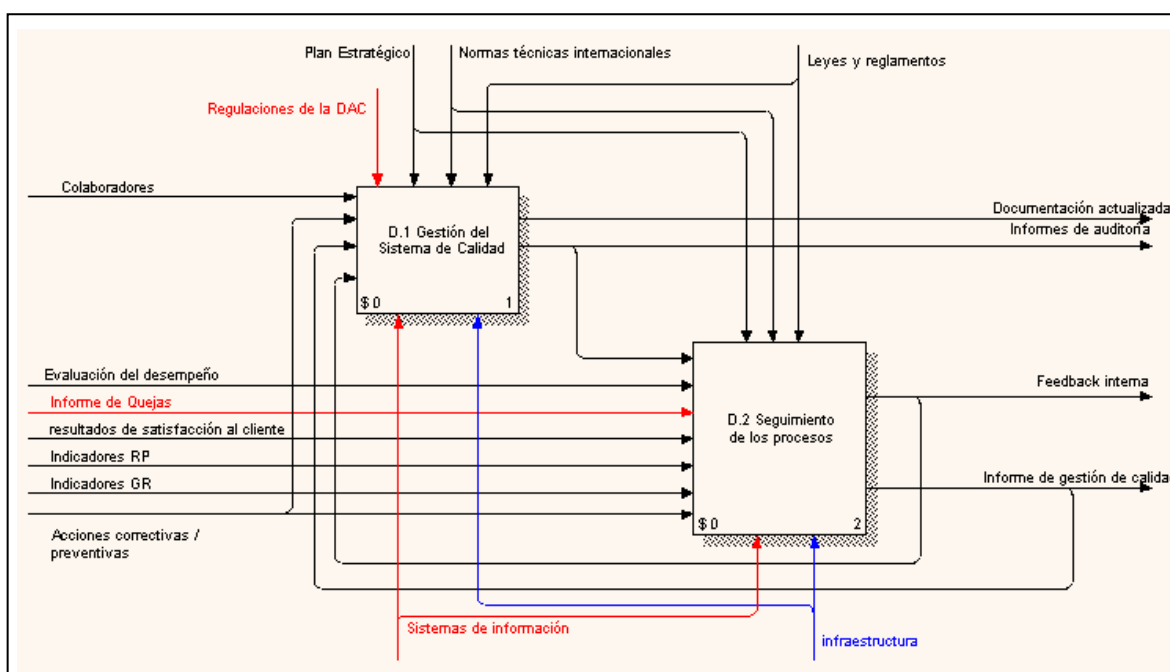 Plan Estratégico
Normas técnicas internacionales
Leyes y reglamentos
Regulaciones de la DAC
Colaboradores
D.1 Gestión del
Sistema de Calidad
$ 0
1
Documentación actualizada
Informes de auditoria
Evaluación del desempeño
Informe de Quejas
resultados de satisfacción al cliente
Indicadores RP
Indicadores GR
Acciones correctivas /
preventivas
D.2 Seguimiento
de los procesos
$ 0
2
Feedback interna
Informe de gestión de calidad
Sistemas de información
infraestructura